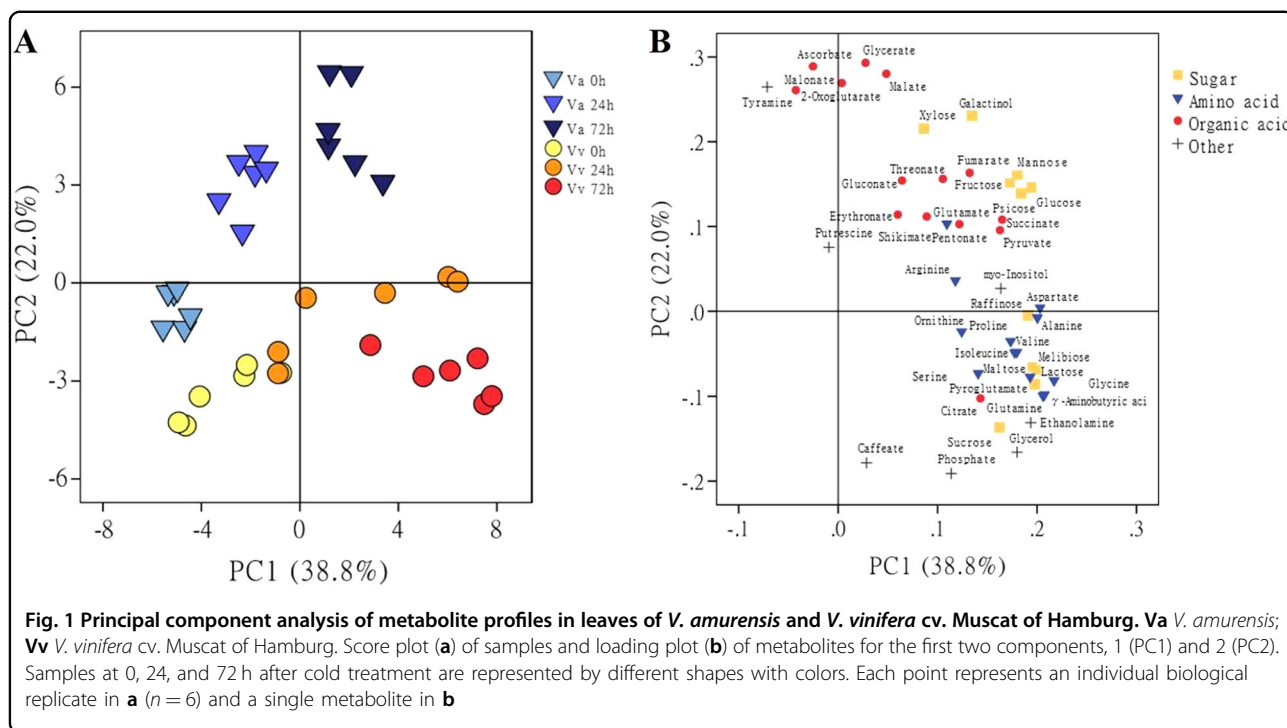 A
6
3
0
-3
-6
PC2 (22.0%)
-8
-4
0
4
8
PC1 (38.8%)
Va 0h
Va 24h
Va 72h
Vv 0h
Vv 24h
Vv 72h
B
0.3
0.2
0.1
0.0
-0.1
-0.2
PC2 (22.0%)
-.1
0.0
.1
.2
.3
PC1 (38.8%)
Ascorbate
Glycerate
Malonate
Malate
Tyramine
2-Oxoglutarate
Galactinol
Xylose
Fumarate
Threonate
Mannose
Gluconate
Fructose
Glucose
Erythronate
Glutamate
Psicose
Succinate
Putrescine
Shikimate
Pentonate
Pyruvate
Arginine
myo-Inositol
Raffinose
Aspartate
Ornithine
Proline
Alanine
Valine
Isoleucine
Melibiose
Maltose
Lactose
Serine
Glycine
Pyroglutamate
γ-Aminobutyric aci
Citrate
Glutamine
Ethanolamine
Sucrose
Glycerol
Caffeate
Phosphate
Sugar
Amino acid
Organic acid
Other
Fig. 1 Principal component analysis of metabolite profiles in leaves of V. amurensis and V. vinifera cv. Muscat of Hamburg. Va V. amurensis;
Vv V. vinifera cv. Muscat of Hamburg. Score plot (a) of samples and loading plot (b) of metabolites for the first two components, 1 (PC1) and 2 (PC2).
Samples at 0, 24, and 72 h after cold treatment are represented by different shapes with colors. Each point represents an individual biological
replicate in a (n = 6) and a single metabolite in b